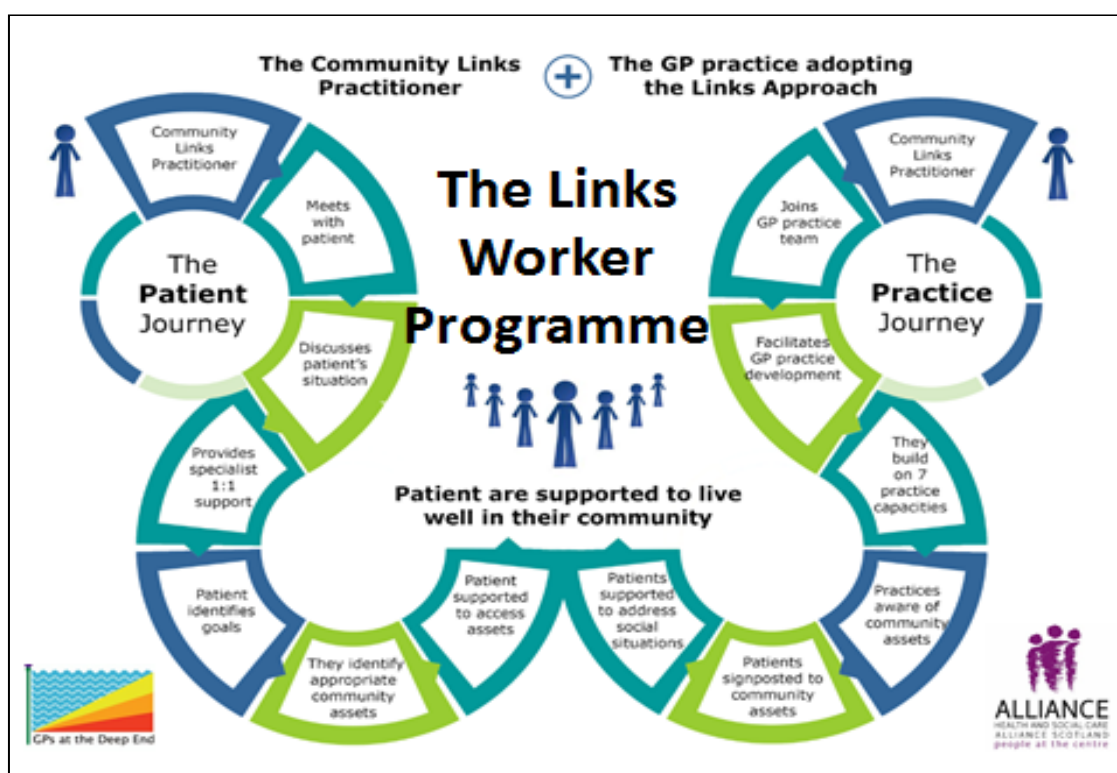 The Community Links
Practitioner
The GP practice adopting
the Links Approach
The Links
Worker
Programme
Patient are supported to live
well in their community
The
Patient
Journey
Community
Links
Practitioner
Meets
with
patient
Discusses
patient's
situation
Provides
specialist
1:1
support
Patient
identifies
goals
They identify
appropriate
community
assets
Patient
supported
to access
assets
The
Practice
Journey
Community
Links
Practitioner
Joins
GP practice
team
Facilitates
GP practice
development
They
build
on 7
practice
capacities
Practices
aware of
community
assets
Patients
signposted to
community
assets
Patients
supported
to address
social
situations
GPs at the Deep End
ALLIANCE
HEALTH AND SOCIAL CARE
ALLIANCE SCOTLAND
people at the centre